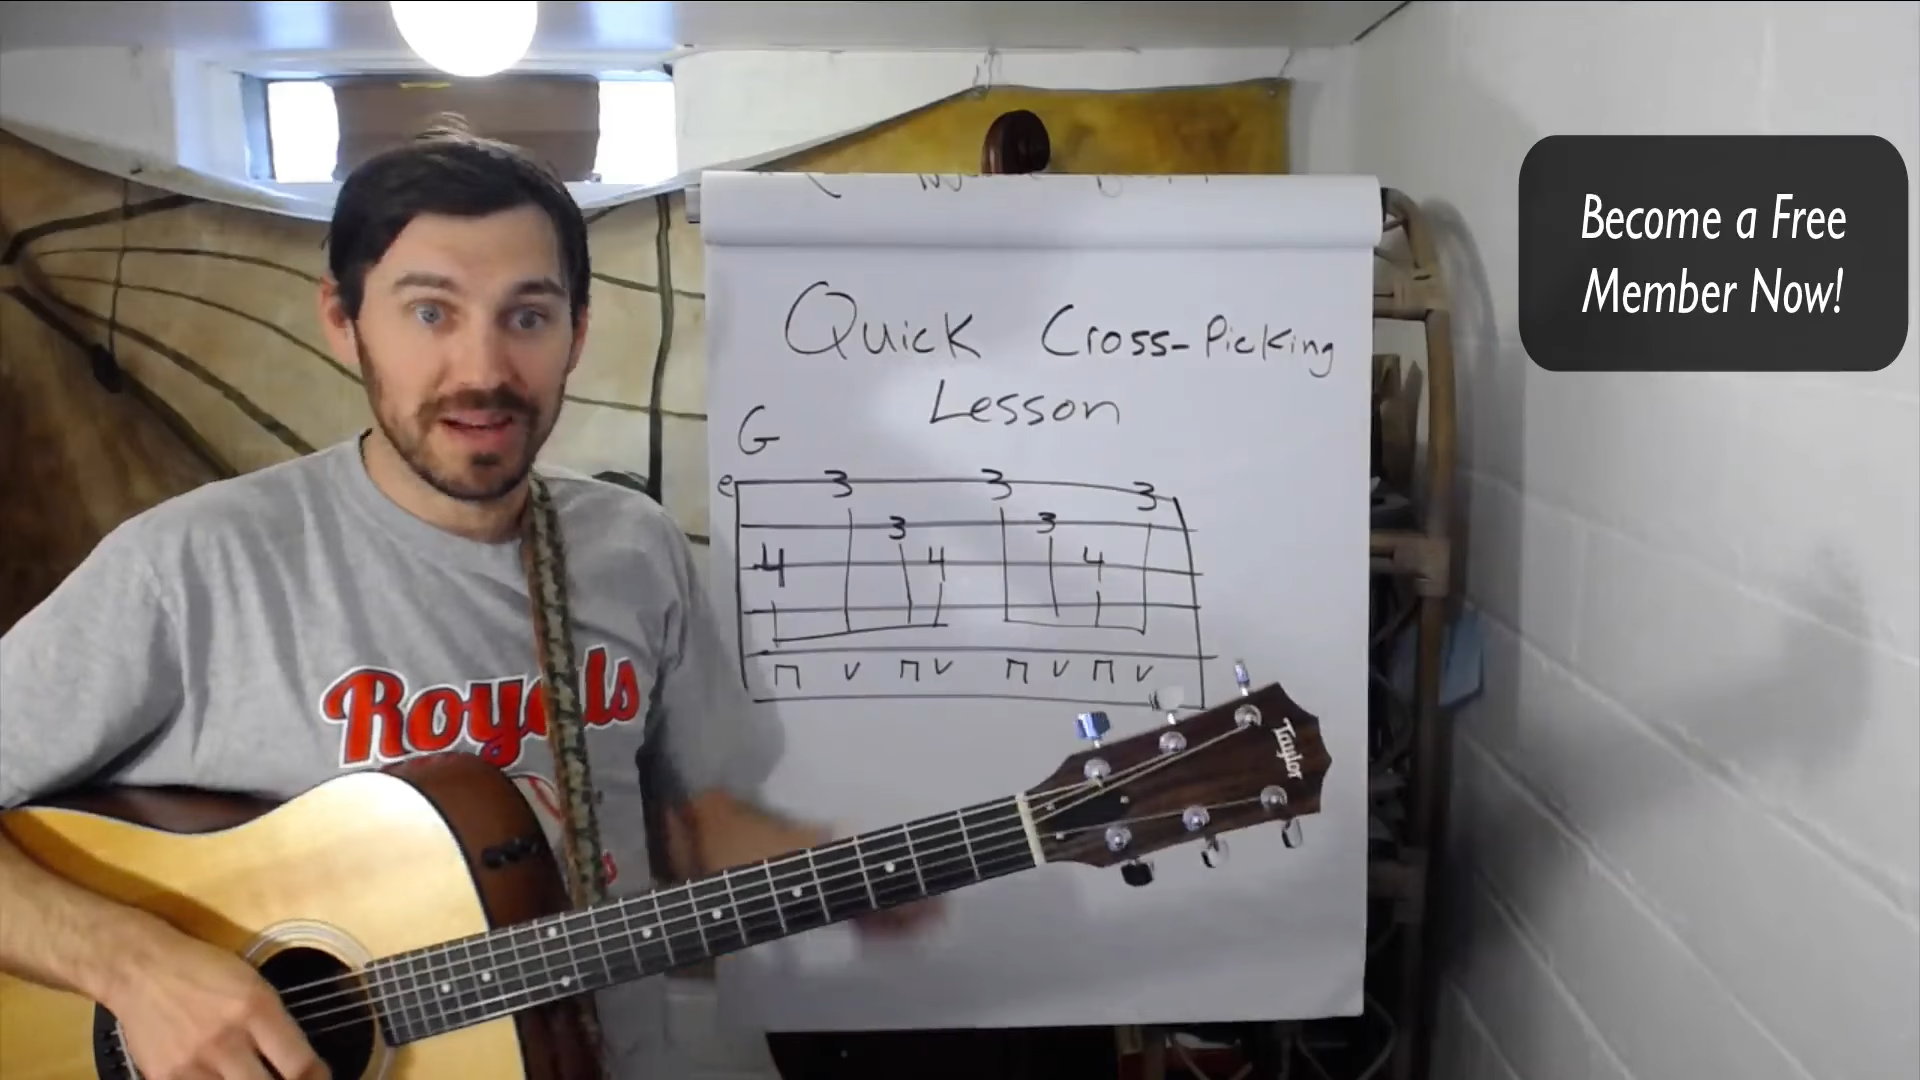 Become a Free
Member Now!
Quick Cross-Picking
Lesson
G
e 3 3 3
3 3
4 4 4
V V V V
Royals
Taylor